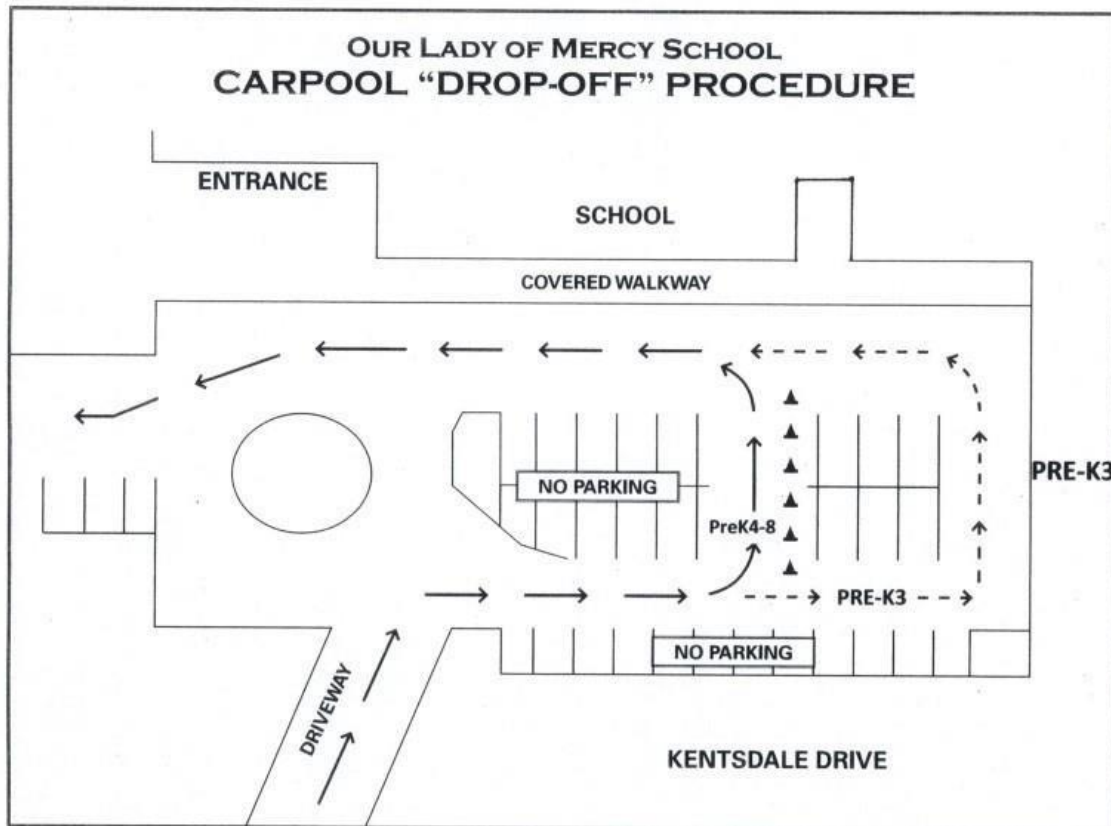 OUR LADY OF MERCY SCHOOL
CARPOOL “DROP-OFF” PROCEDURE
ENTRANCE
SCHOOL
COVERED WALKWAY
NO PARKING
PRE-K3
PreK4-8
PRE-K3
NO PARKING
DRIVEWAY
KENTSDALE DRIVE